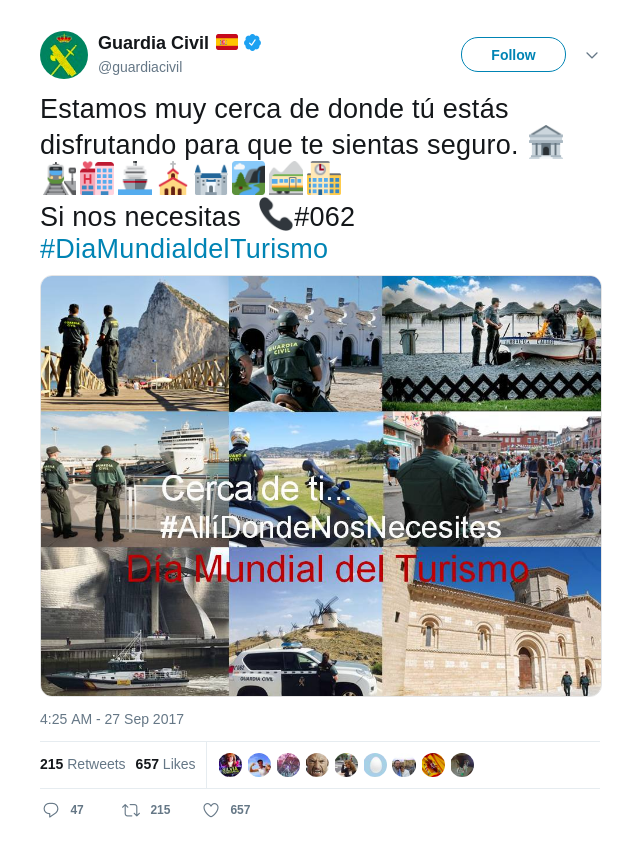 Guardia Civil
@guardiacivil
Follow
Estamos muy cerca de donde tú estás
disfrutando para que te sientas seguro.
Si nos necesitas #062
#DiaMundialdelTurismo
GUARDIA
CIVIL
Cerca de ti...
#AllíDondeNosNecesites
Día Mundial del Turismo
GUARDIA CIVIL
4:25 AM - 27 Sep 2017
215 Retweets 657 Likes
47 215 657